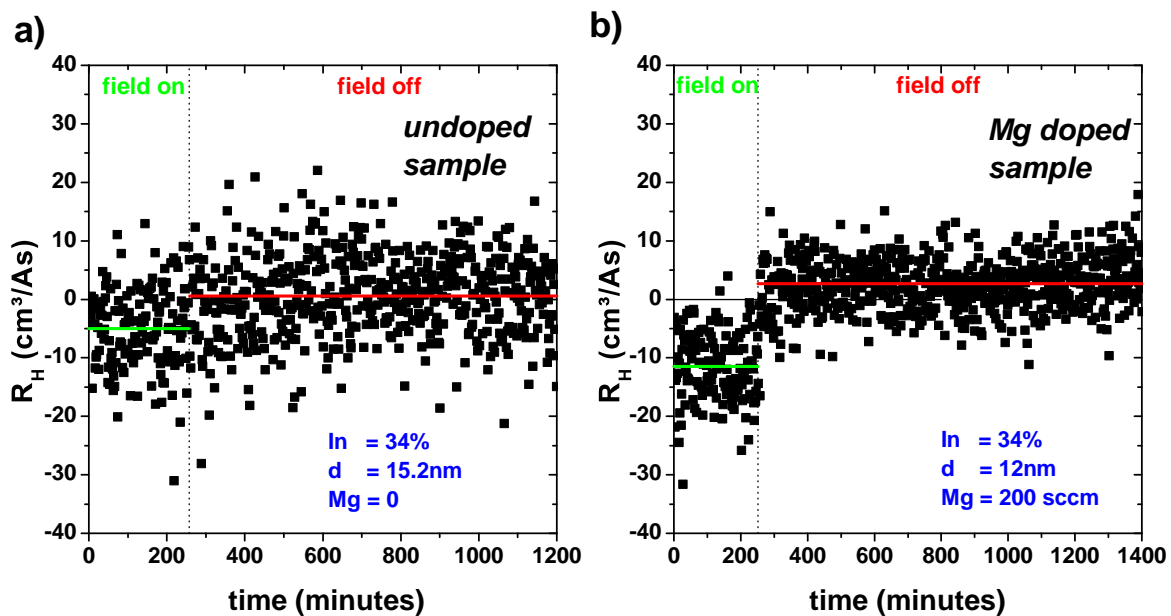 a)
field on
field off
undoped
sample
In = 34%
d = 15.2nm
Mg = 0
40
30
20
10
0
-10
-20
-30
-40
0
200
400
600
800
1000
1200
R_H (cm³/As)
time (minutes)
b)
field on
field off
Mg doped
sample
In = 34%
d = 12nm
Mg = 200 sccm
40
30
20
10
0
-10
-20
-30
-40
0
200
400
600
800
1000
1200
1400
R_H (cm³/As)
time (minutes)